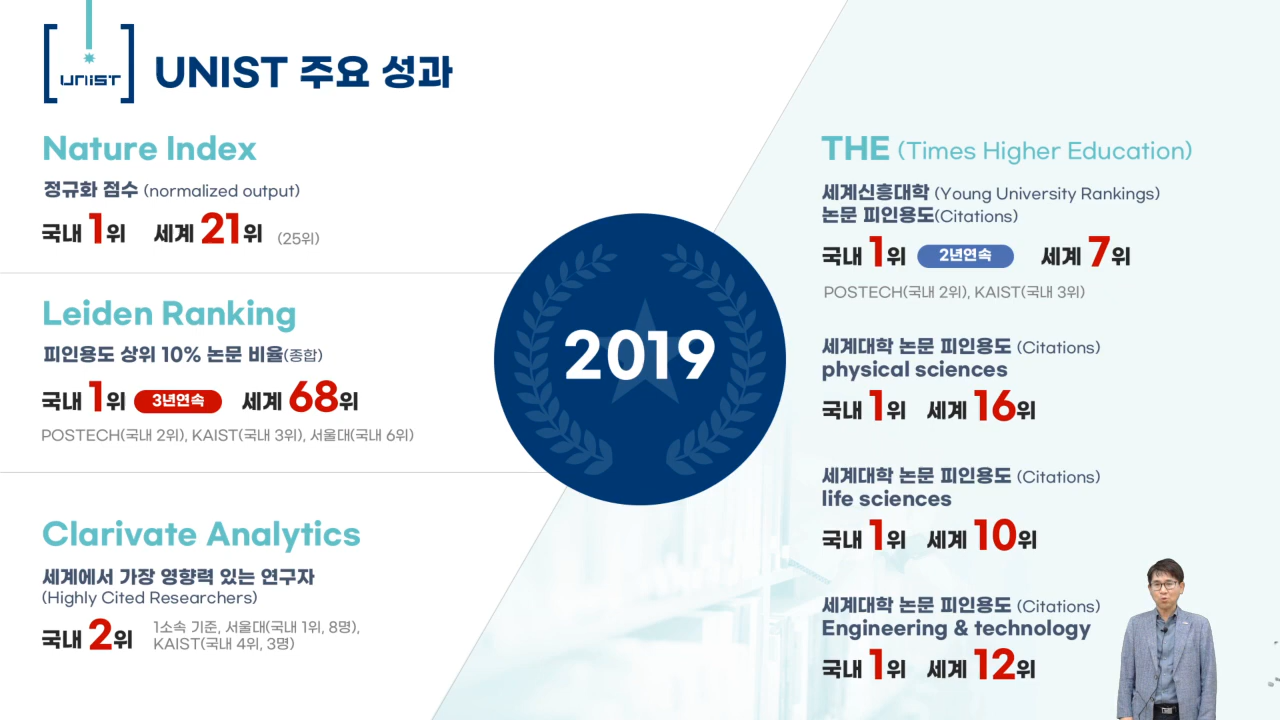 UNIST
UNIST 주요 성과
Nature Index
정규화 점수 (normalized output)
국내 1위 세계 21위 (25위)
Leiden Ranking
피인용도 상위 10% 논문 비율(종합)
국내 1위 3년연속 세계 68위
POSTECH(국내 2위), KAIST(국내 3위), 서울대(국내 6위)
Clarivate Analytics
세계에서 가장 영향력 있는 연구자
(Highly Cited Researchers)
국내 2위
1소속 기준, 서울대(국내 1위, 8명),
KAIST(국내 4위, 3명)
2019
THE (Times Higher Education)
세계신흥대학 (Young University Rankings)
논문 피인용도(Citations)
국내 1위 2년연속 세계 7위
POSTECH(국내 2위), KAIST(국내 3위)
세계대학 논문 피인용도 (Citations)
physical sciences
국내 1위 세계 16위
세계대학 논문 피인용도 (Citations)
life sciences
국내 1위 세계 10위
세계대학 논문 피인용도 (Citations)
Engineering & technology
국내 1위 세계 12위